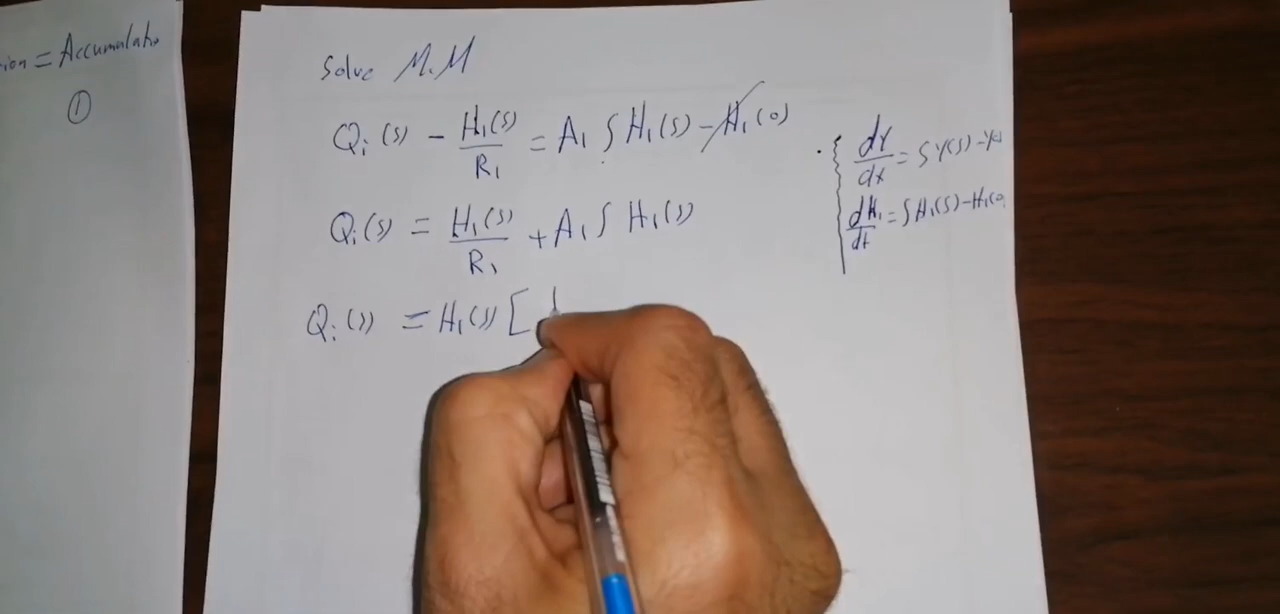 ion = Accumulatio
①
Solve M.M
Qi(s) - H1(s)/R1 = A1 S H1(s) - H1(0)
Qi(s) = H1(s)/R1 + A1 S H1(s)
Qi(s) = H1(s) [ 1
dY/dx = S Y(s) - Y(0)
dH1/dt = S H1(s) - H1(0